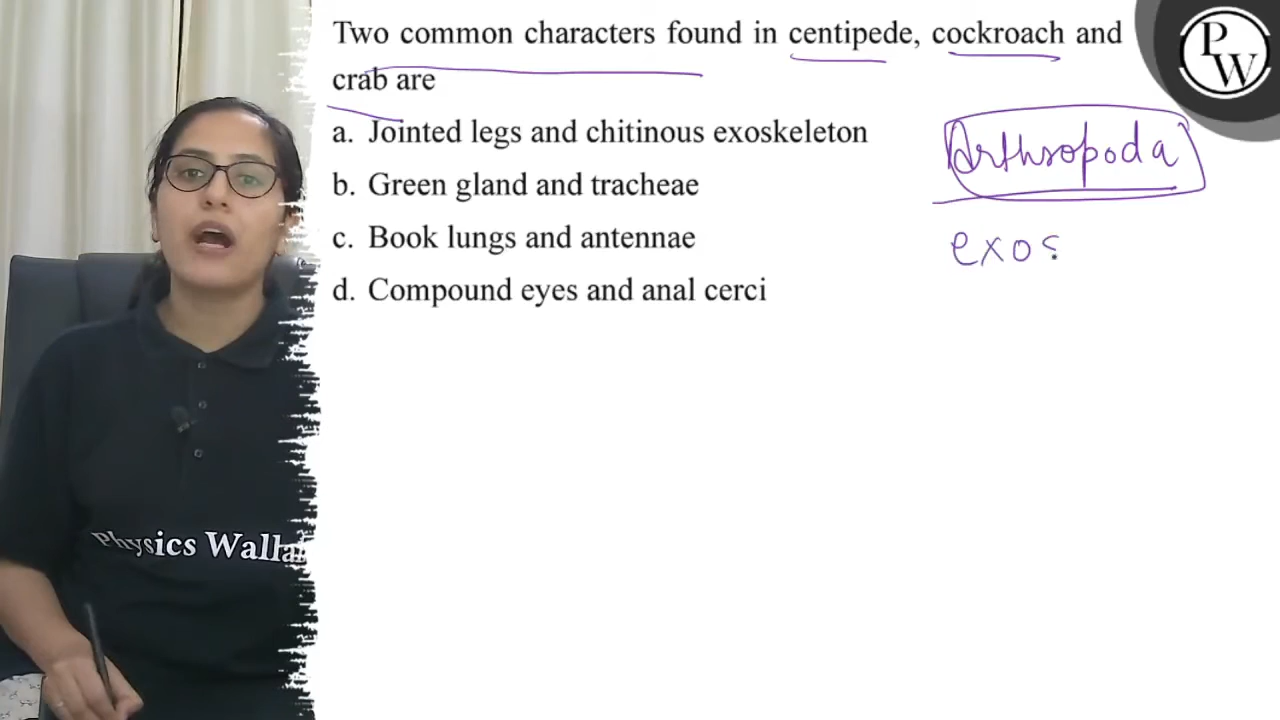 Two common characters found in centipede, cockroach and
crab are
a. Jointed legs and chitinous exoskeleton
b. Green gland and tracheae
c. Book lungs and antennae
d. Compound eyes and anal cerci
PW
Arthropoda
exos
Physics Walla